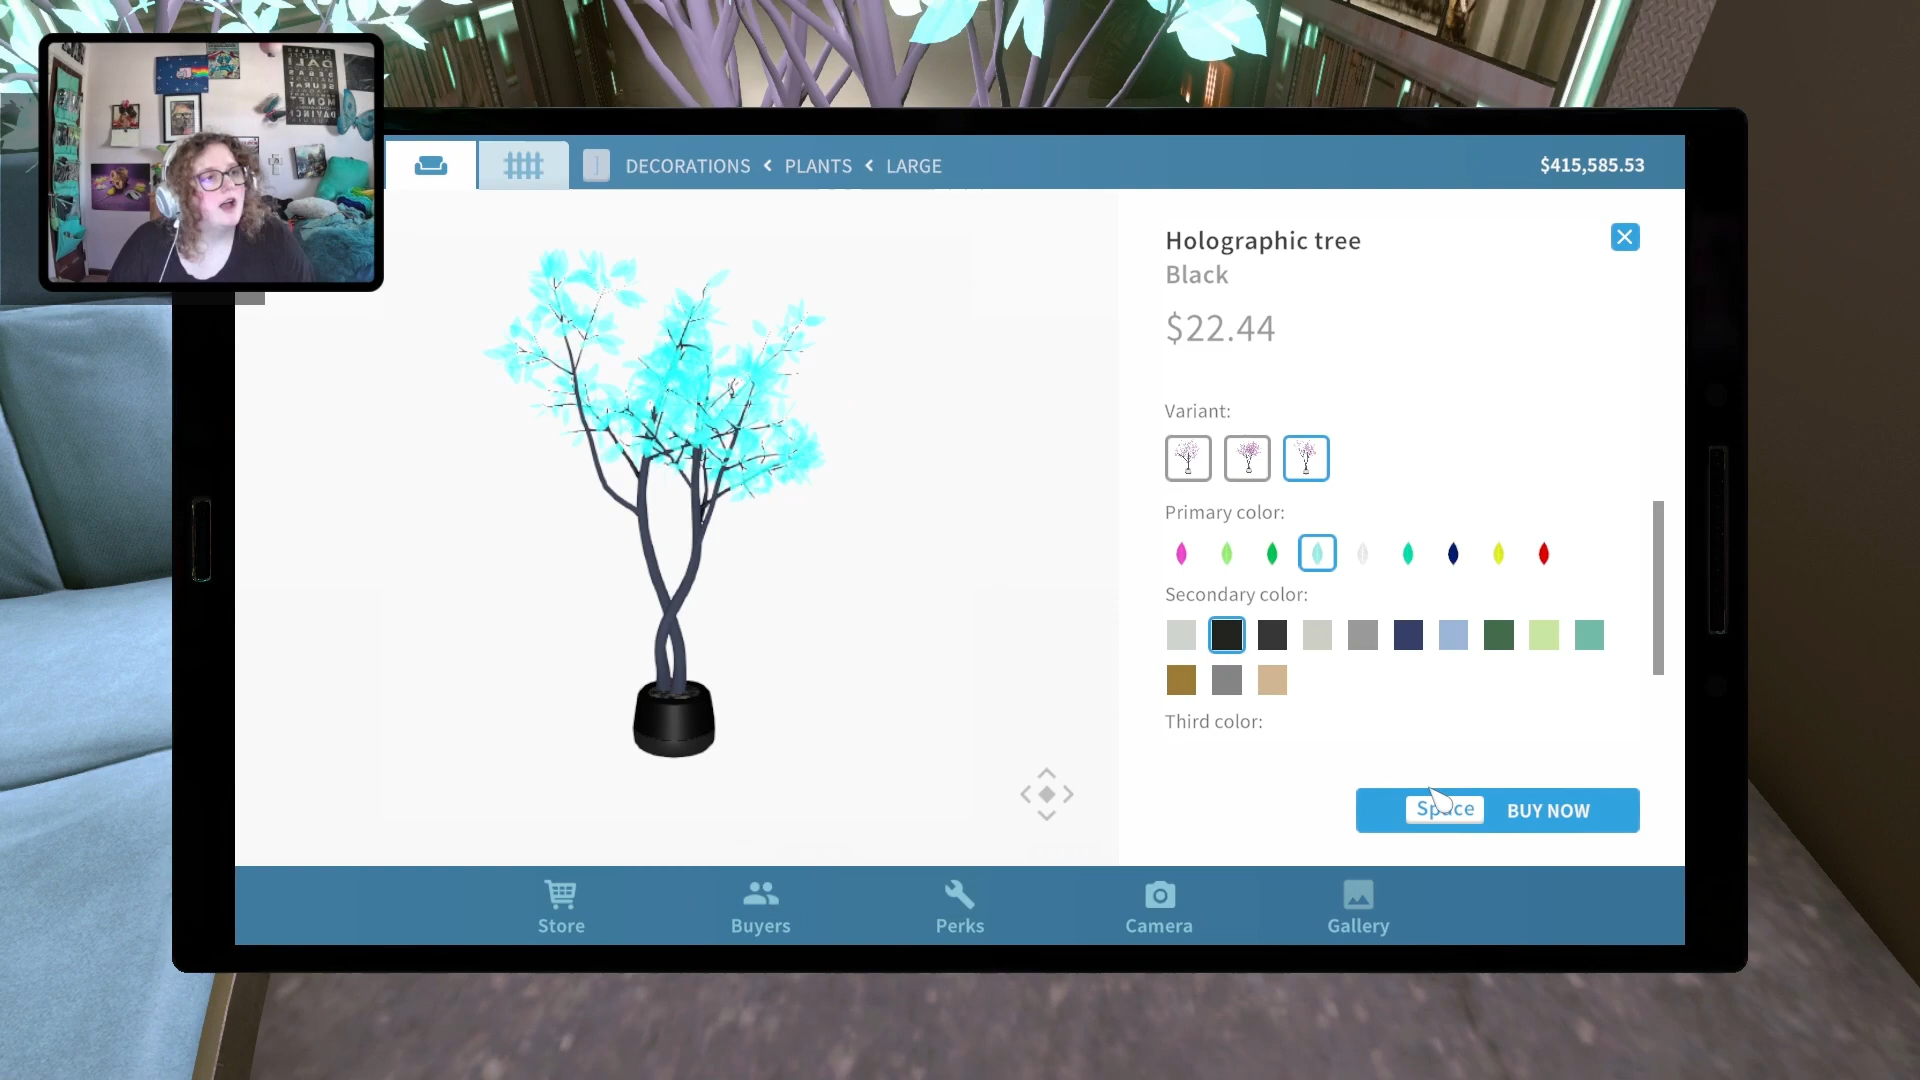 ]
DECORATIONS < PLANTS < LARGE
$415,585.53
Holographic tree
Black
$22.44
Variant:
Primary color:
Secondary color:
Third color:
Space BUY NOW
Store
Buyers
Perks
Camera
Gallery